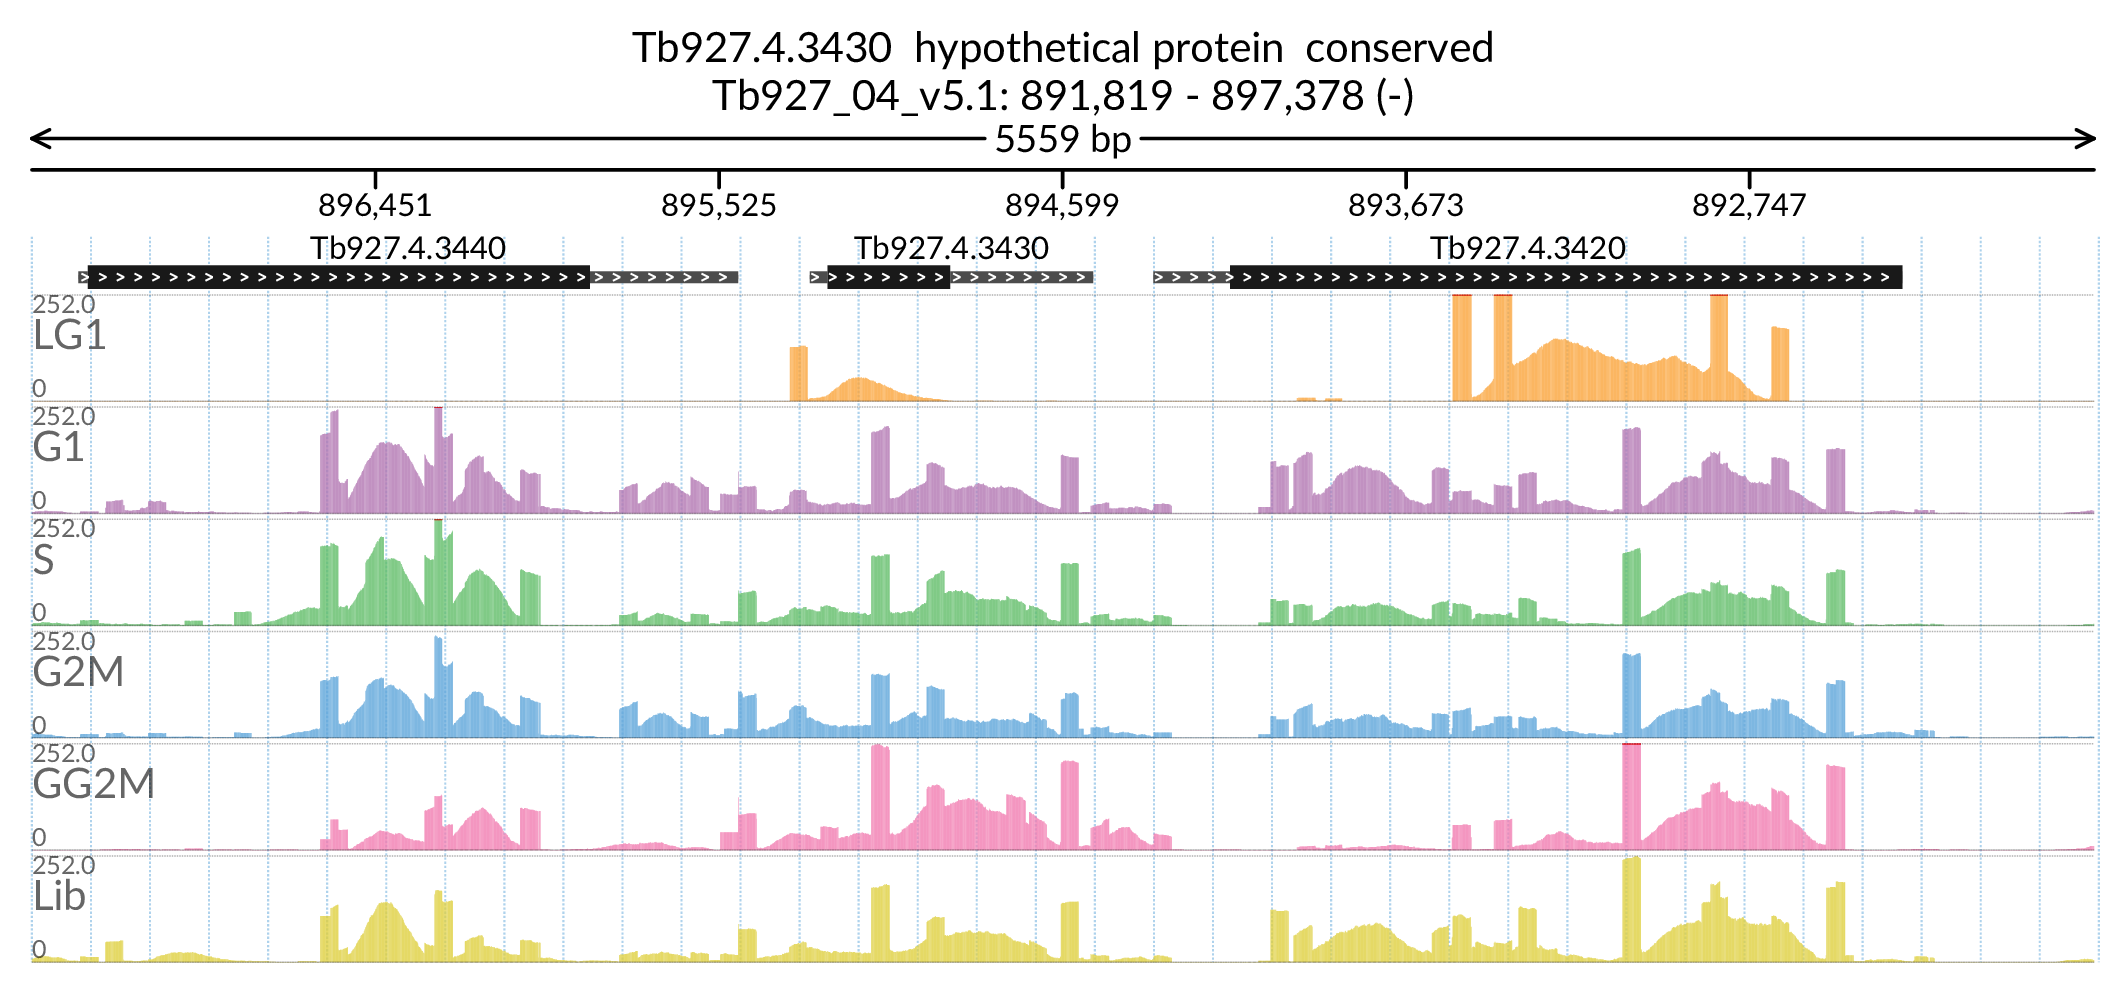 Tb927.4.3430  hypothetical protein  conserved
Tb927_04_v5.1: 891,819 - 897,378 (-)
5559 bp
896,451 895,525 894,599 893,673 892,747
Tb927.4.3440 Tb927.4.3430 Tb927.4.3420
252.0
LG1
0
252.0
G1
0
252.0
S
0
252.0
G2M
0
252.0
GG2M
0
252.0
Lib
0